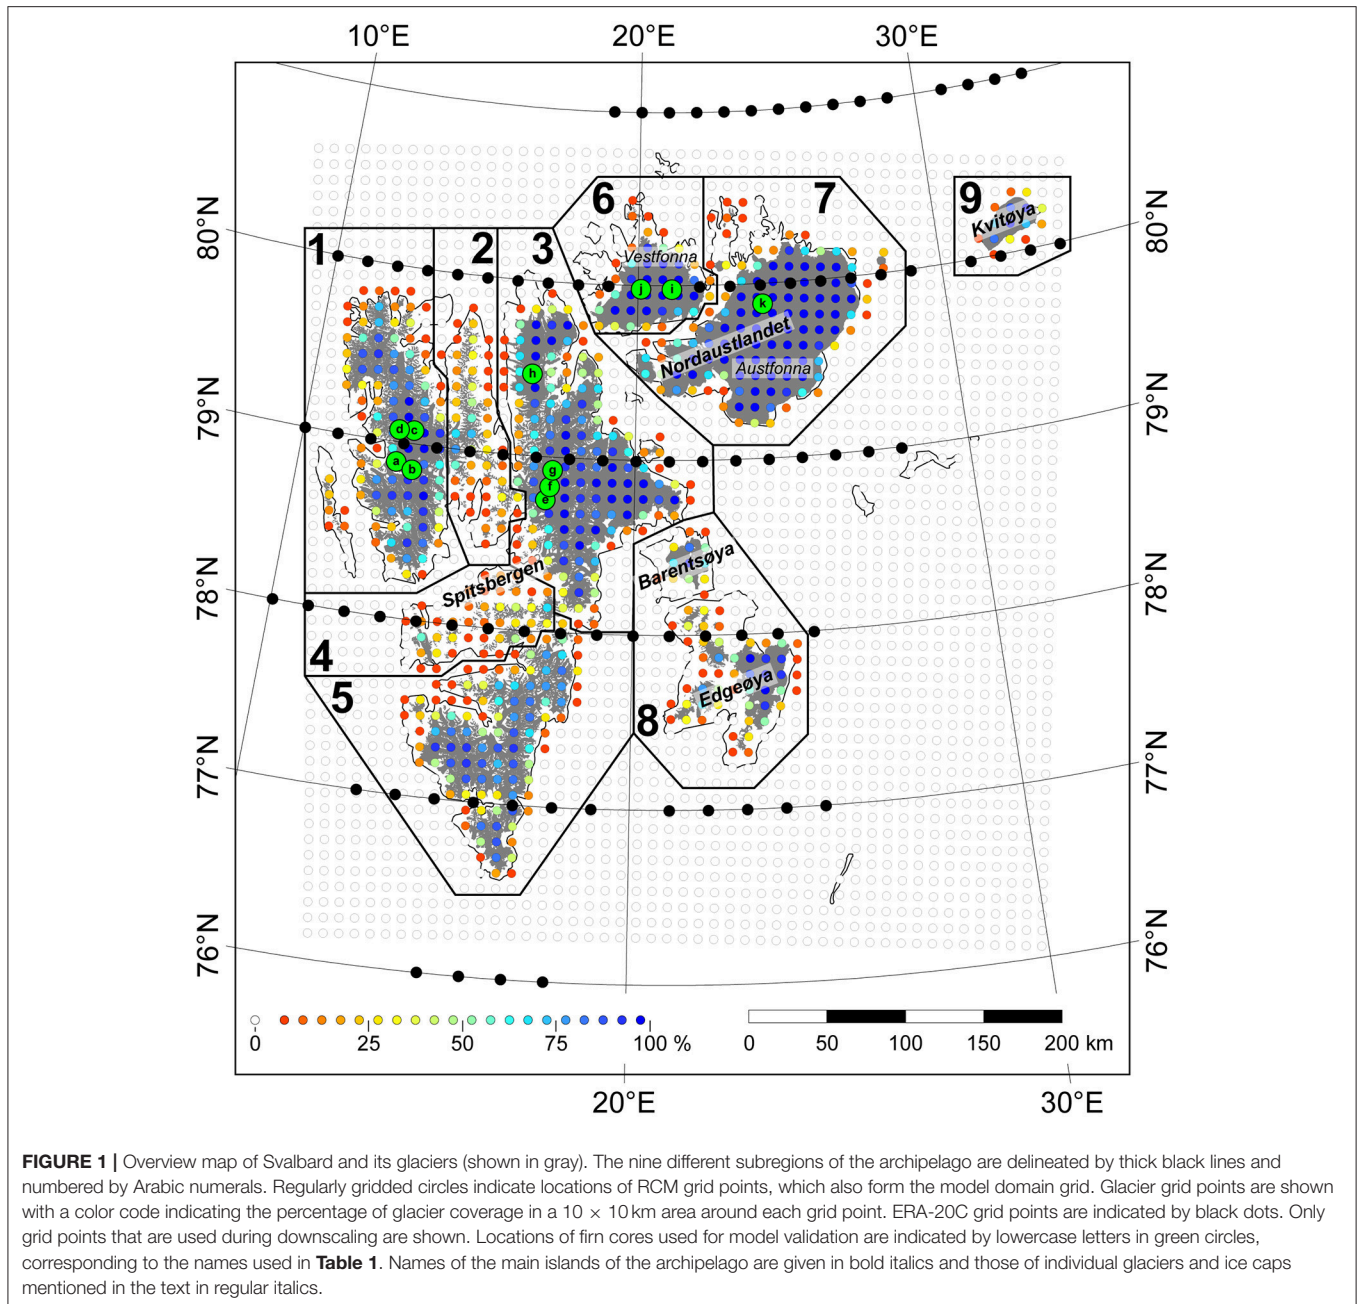 10°E 20°E 30°E
80°N
80°N
79°N
79°N
78°N
78°N
77°N
77°N
76°N
76°N
1
2
3
6
7
9
Kvitøya
Vestfonna
j
i
k
Nordaustlandet
Austfonna
h
d
c
a
b
g
f
e
Barentsøya
Spitsbergen
4
5
Edgeøya
8
0 25 50 75 100 %
0 50 100 150 200 km
20°E 30°E
FIGURE 1 | Overview map of Svalbard and its glaciers (shown in gray). The nine different subregions of the archipelago are delineated by thick black lines and
numbered by Arabic numerals. Regularly gridded circles indicate locations of RCM grid points, which also form the model domain grid. Glacier grid points are shown
with a color code indicating the percentage of glacier coverage in a 10 × 10 km area around each grid point. ERA-20C grid points are indicated by black dots. Only
grid points that are used during downscaling are shown. Locations of firn cores used for model validation are indicated by lowercase letters in green circles,
corresponding to the names used in Table 1. Names of the main islands of the archipelago are given in bold italics and those of individual glaciers and ice caps
mentioned in the text in regular italics.